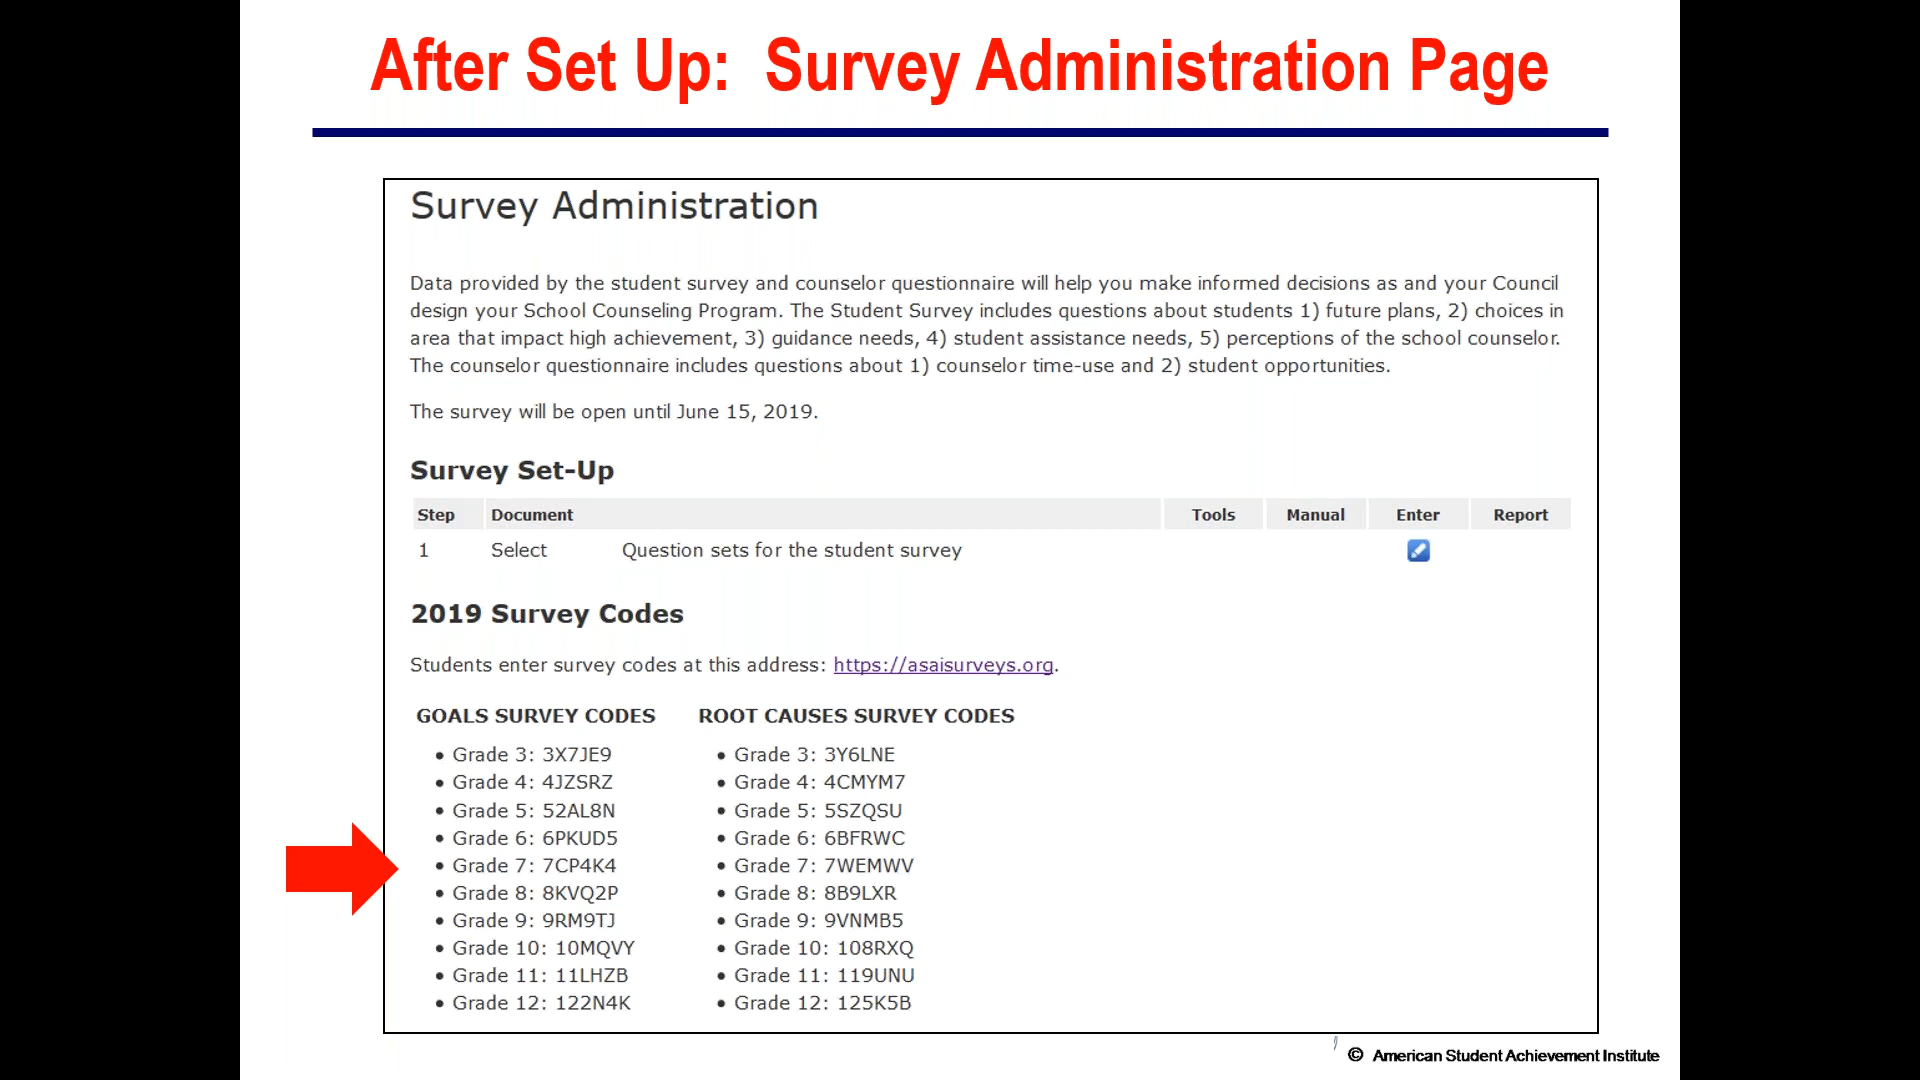 After Set Up:  Survey Administration Page
Survey Administration
Data provided by the student survey and counselor questionnaire will help you make informed decisions as and your Council
design your School Counseling Program. The Student Survey includes questions about students 1) future plans, 2) choices in
area that impact high achievement, 3) guidance needs, 4) student assistance needs, 5) perceptions of the school counselor.
The counselor questionnaire includes questions about 1) counselor time-use and 2) student opportunities.
The survey will be open until June 15, 2019.
Survey Set-Up
Step Document Tools Manual Enter Report
1 Select Question sets for the student survey
2019 Survey Codes
Students enter survey codes at this address: https://asaisurveys.org.
GOALS SURVEY CODES
• Grade 3: 3X7JE9
• Grade 4: 4JZSRZ
• Grade 5: 52AL8N
• Grade 6: 6PKUD5
• Grade 7: 7CP4K4
• Grade 8: 8KVQ2P
• Grade 9: 9RM9TJ
• Grade 10: 10MQVY
• Grade 11: 11LHZB
• Grade 12: 122N4K
ROOT CAUSES SURVEY CODES
• Grade 3: 3Y6LNE
• Grade 4: 4CMYM7
• Grade 5: 5SZQSU
• Grade 6: 6BFRWC
• Grade 7: 7WEMWV
• Grade 8: 8B9LXR
• Grade 9: 9VNMB5
• Grade 10: 108RXQ
• Grade 11: 119UNU
• Grade 12: 125K5B
© American Student Achievement Institute